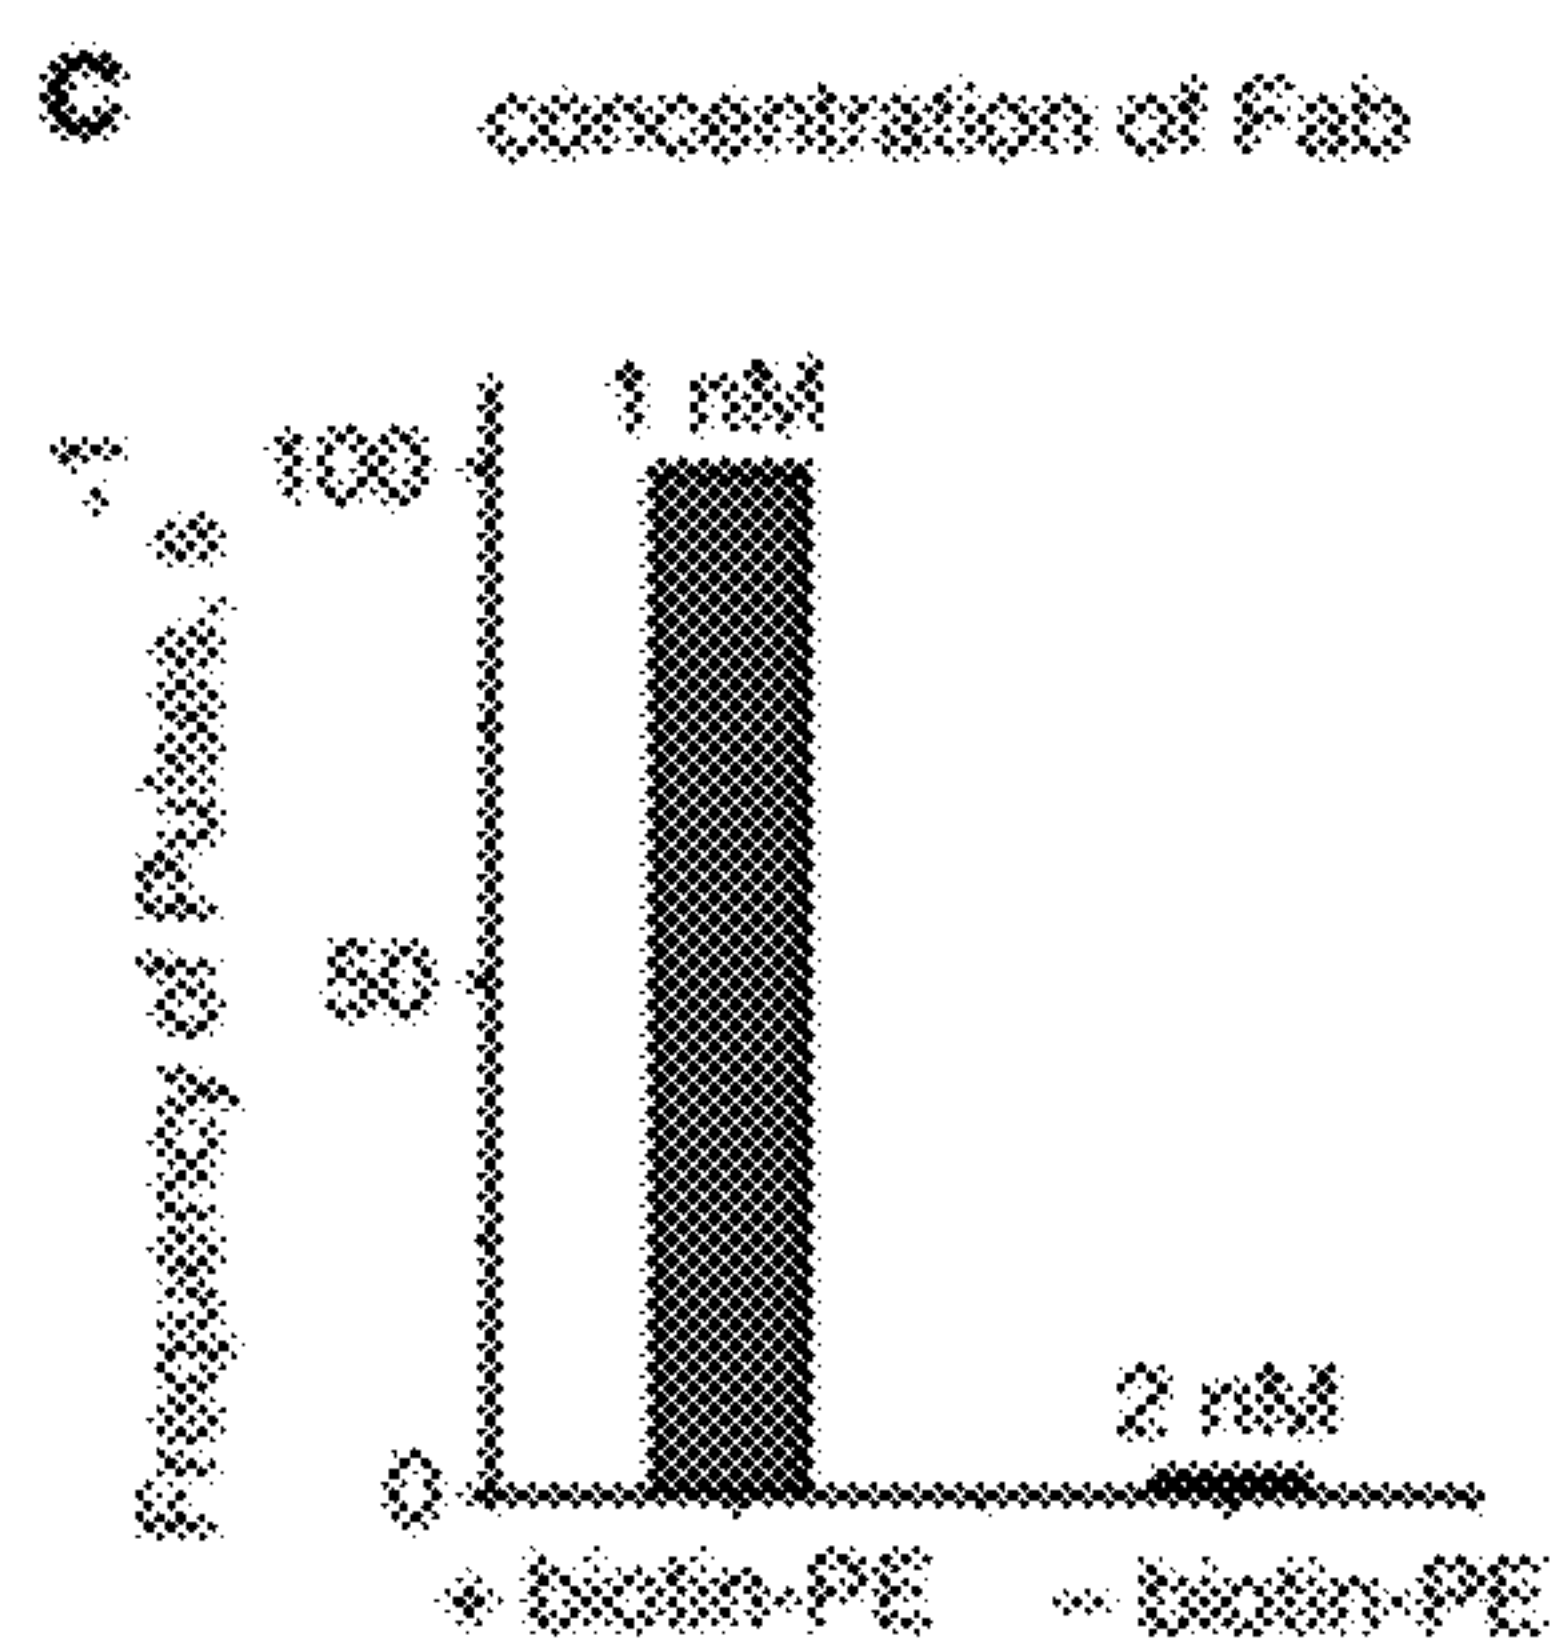 C
concentration of Fab
1 nM
100
50
2 nM
0
+ biotin-PE
- biotin-PE